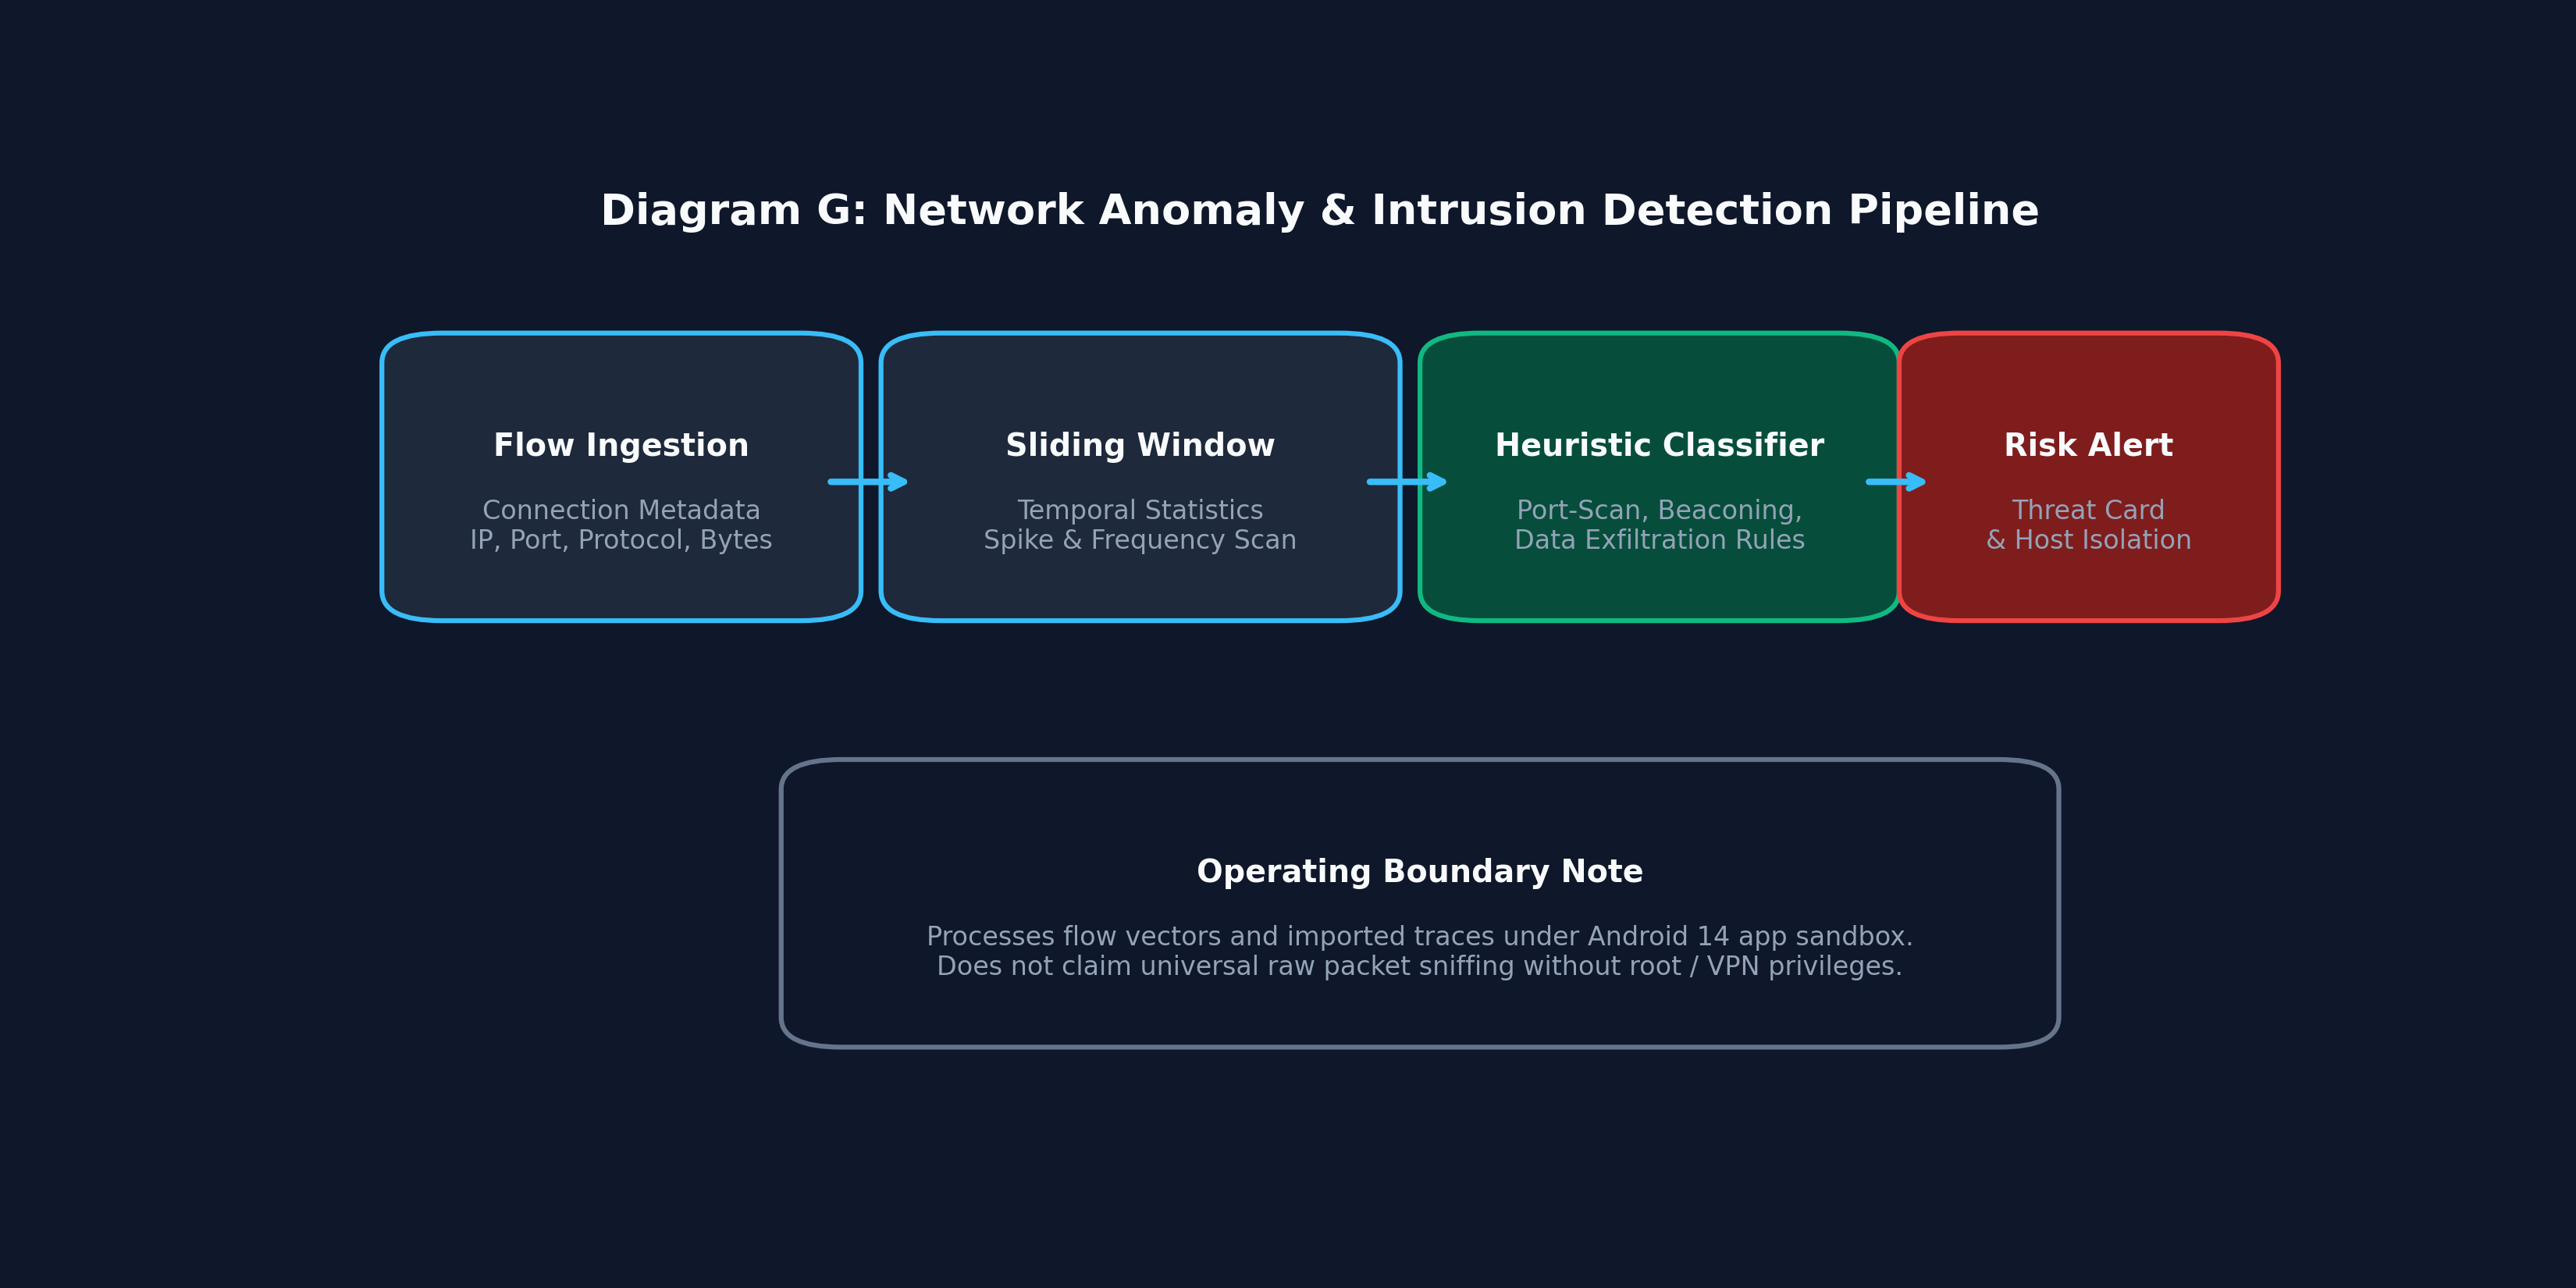 Diagram G: Network Anomaly & Intrusion Detection Pipeline
Flow Ingestion
Connection Metadata
IP, Port, Protocol, Bytes
Sliding Window
Temporal Statistics
Spike & Frequency Scan
Heuristic Classifier
Port-Scan, Beaconing,
Data Exfiltration Rules
Risk Alert
Threat Card
& Host Isolation
Operating Boundary Note
Processes flow vectors and imported traces under Android 14 app sandbox.
Does not claim universal raw packet sniffing without root / VPN privileges.